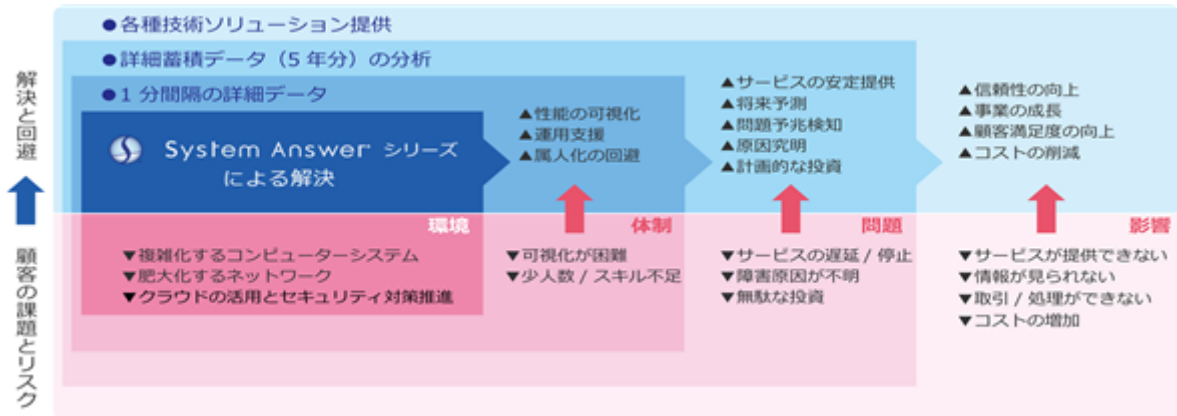 ●各種技術ソリューション提供
●詳細蓄積データ（5年分）の分析
●1分間隔の詳細データ
System Answer シリーズ
による解決
▲性能の可視化
▲運用支援
▲属人化の回避
▲サービスの安定提供
▲将来予測
▲問題予兆検知
▲原因究明
▲計画的な投資
▲信頼性の向上
▲事業の成長
▲顧客満足度の向上
▲コストの削減
解決と回避
環境
体制
問題
影響
▼複雑化するコンピューターシステム
▼肥大化するネットワーク
▼クラウドの活用とセキュリティ対策推進
▼可視化が困難
▼少人数 / スキル不足
▼サービスの遅延 / 停止
▼障害原因が不明
▼無駄な投資
▼サービスが提供できない
▼情報が見られない
▼取引 / 処理ができない
▼コストの増加
顧客の課題とリスク